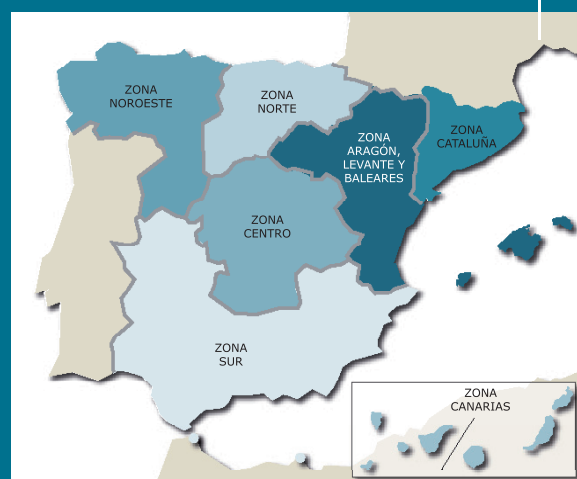 ZONA
NOROESTE
ZONA
NORTE
ZONA
ARAGÓN,
LEVANTE Y
BALEARES
ZONA
CATALUÑA
ZONA
CENTRO
ZONA
SUR
ZONA
CANARIAS